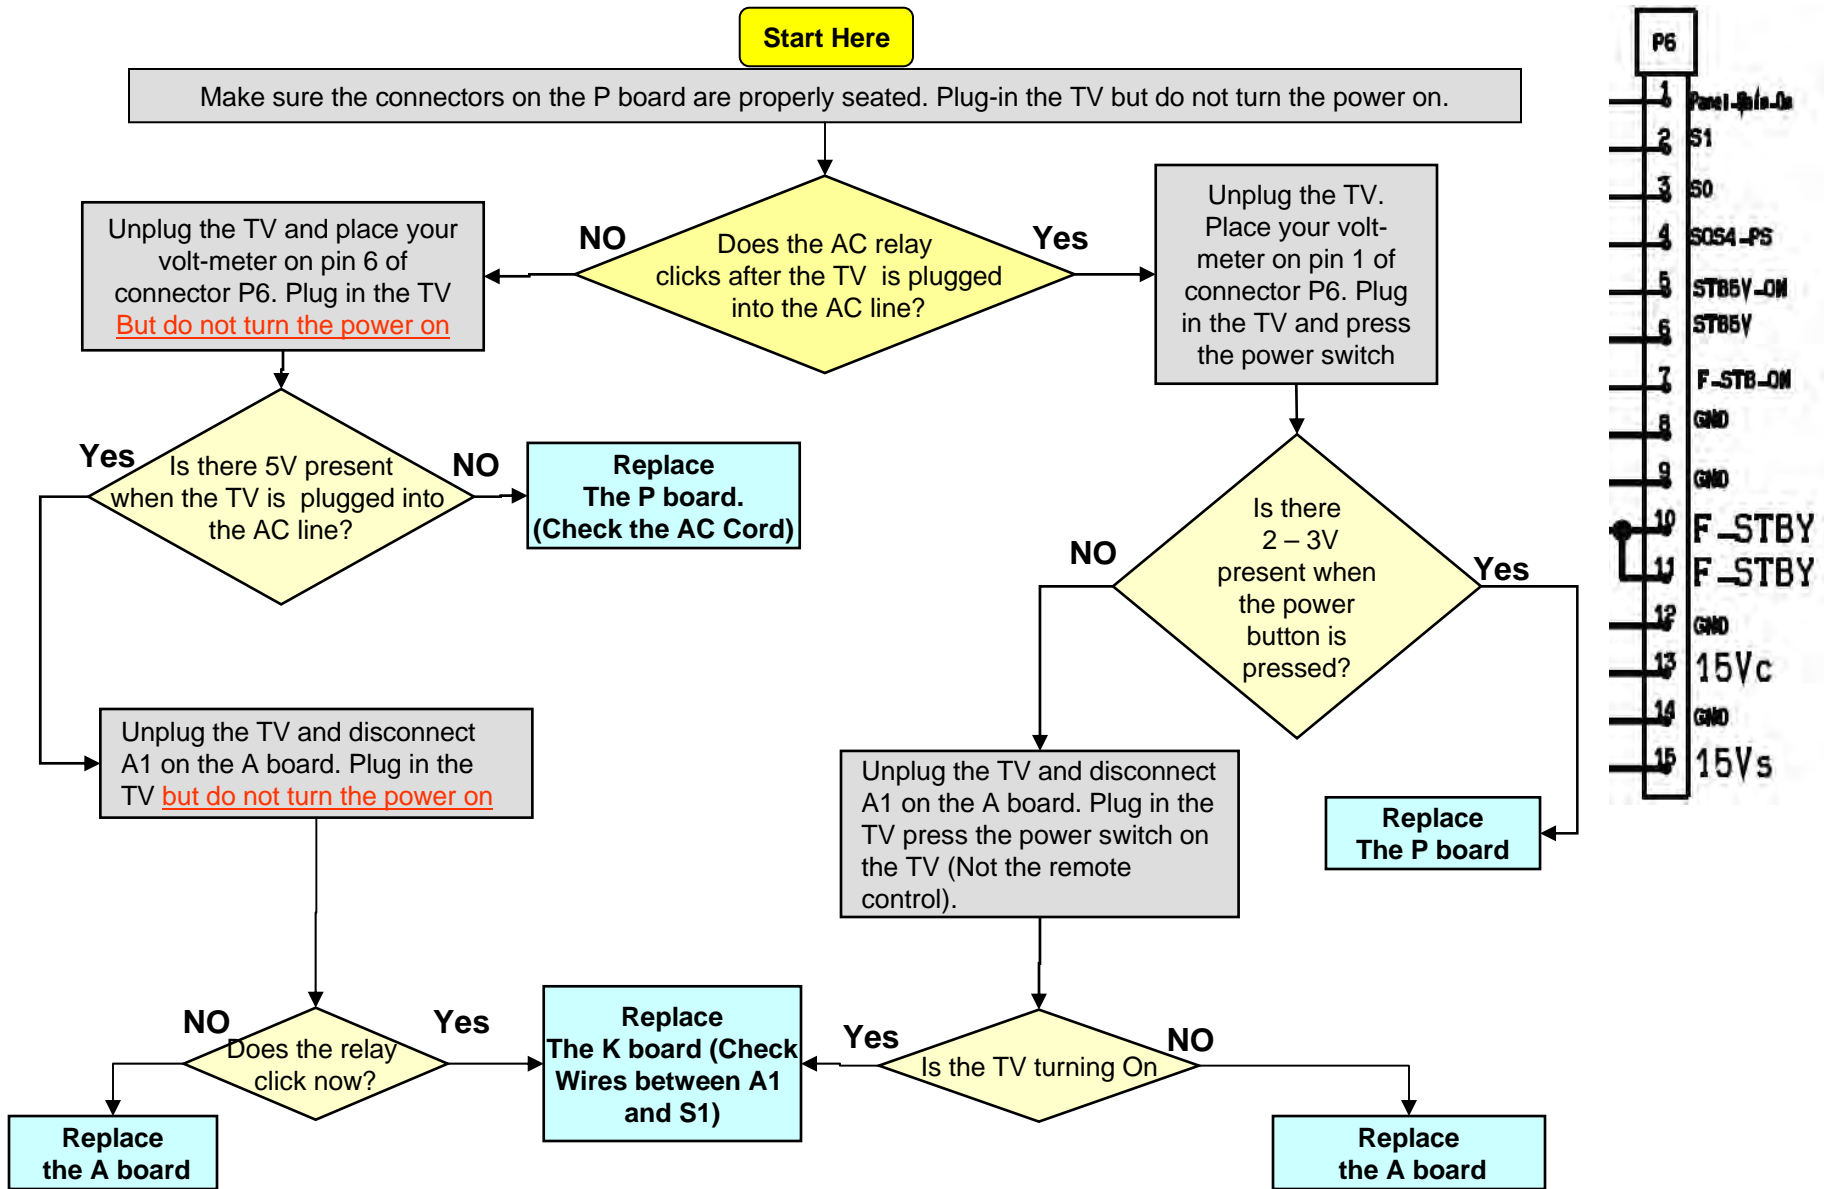 Start Here
Make sure the connectors on the P board are properly seated. Plug-in the TV but do not turn the power on.
Does the AC relay
clicks after the TV is plugged
into the AC line?
NO
Yes
Unplug the TV and place your
volt-meter on pin 6 of
connector P6. Plug in the TV
But do not turn the power on
Unplug the TV.
Place your volt-
meter on pin 1 of
connector P6. Plug
in the TV and press
the power switch
Yes
NO
Is there 5V present
when the TV is plugged into
the AC line?
Replace
The P board.
(Check the AC Cord)
Is there
2 – 3V
present when
the power
button is
pressed?
NO
Yes
Unplug the TV and disconnect
A1 on the A board. Plug in the
TV but do not turn the power on
Unplug the TV and disconnect
A1 on the A board. Plug in the
TV press the power switch on
the TV (Not the remote
control).
Replace
The P board
NO
Yes
Does the relay
click now?
Replace
The K board (Check
Wires between A1
and S1)
Yes
NO
Is the TV turning On
Replace
the A board
Replace
the A board
P6
1
2 S1
3 S0
4 SOS4-PS
5 STB5V-ON
6 STB5V
7 F-STB-ON
8 GND
9 GND
10 F-STBY
11 F-STBY
12 GND
13 15Vc
14 GND
15 15Vs